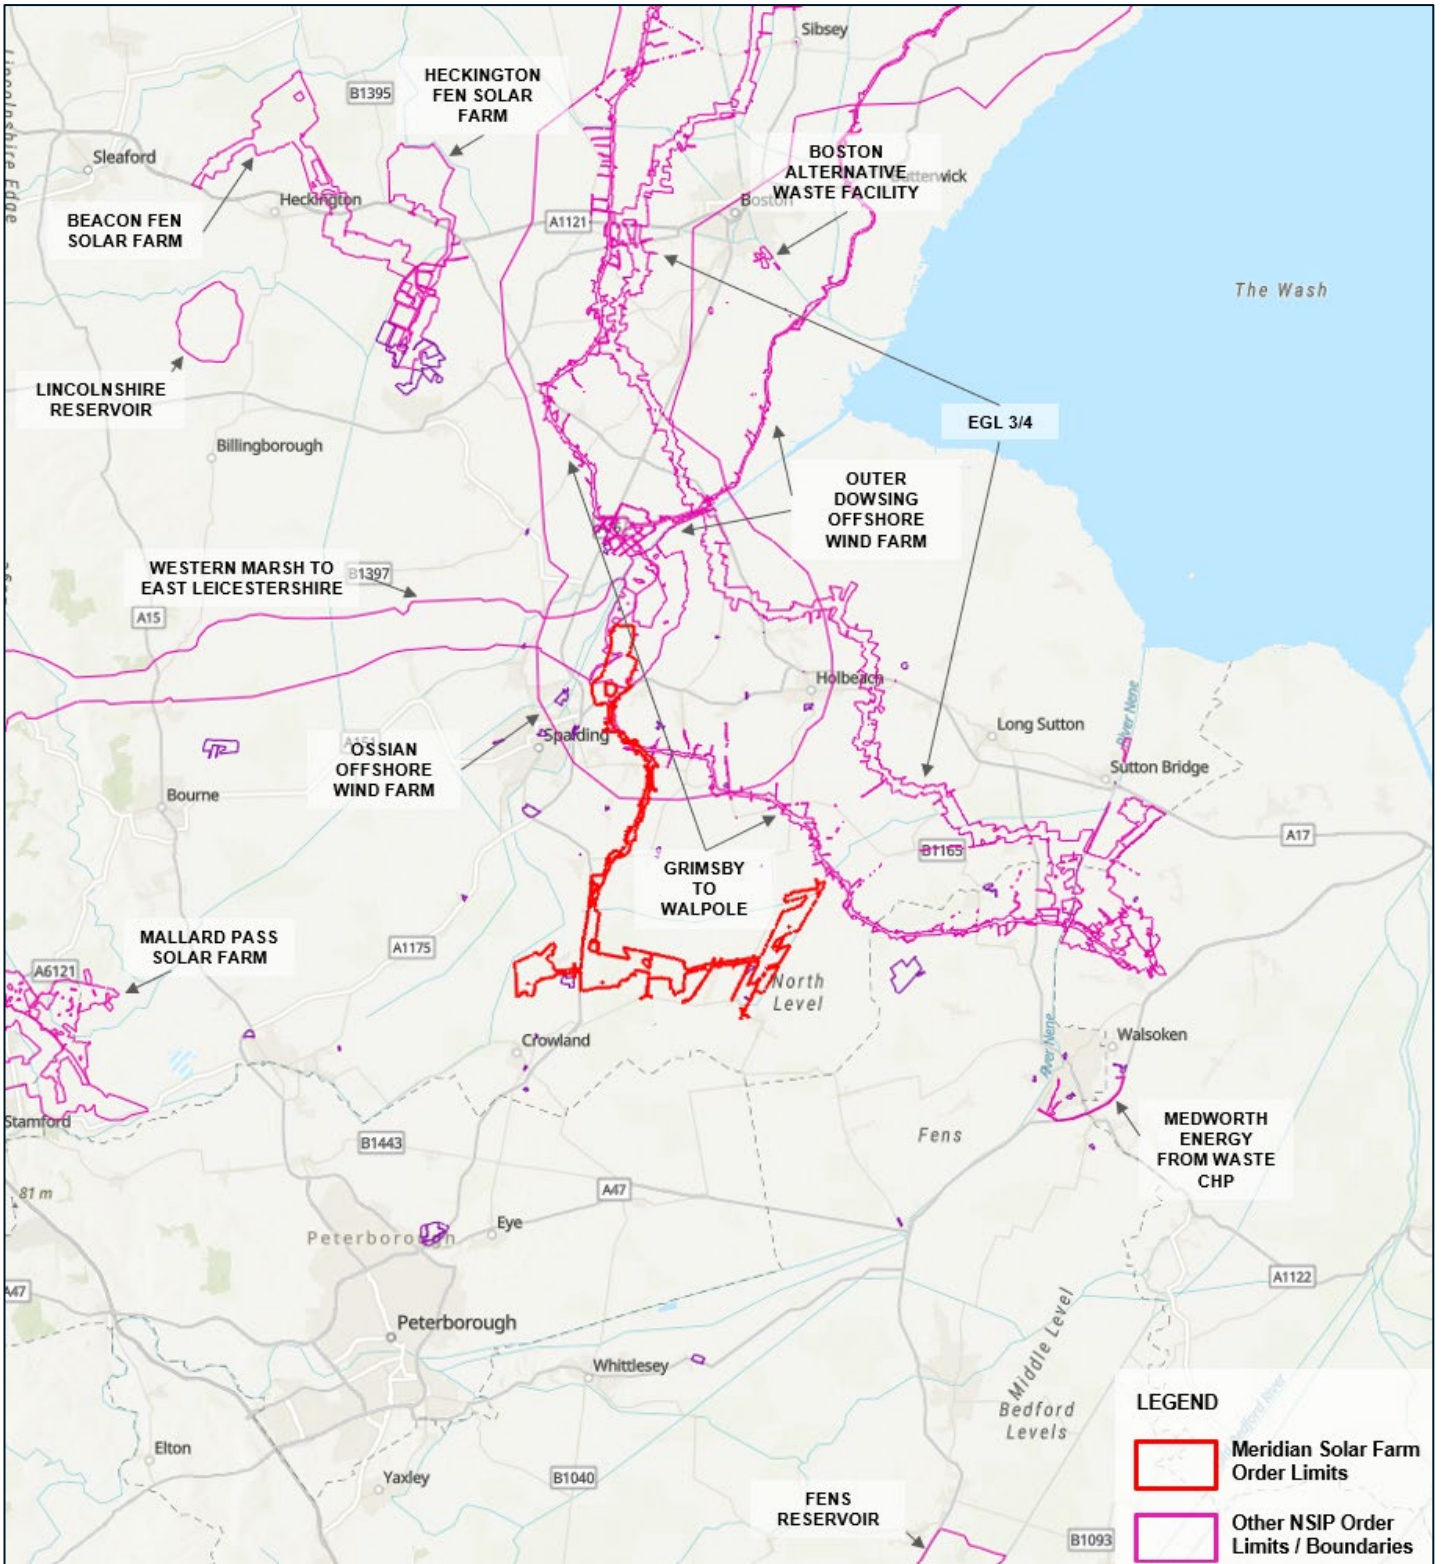 Sibsey
HECKINGTON
FEN SOLAR
FARM
B1395
Lincolnshire Edge
Sleaford
BOSTON
ALTERNATIVE
WASTE FACILITY
Butterwick
Heckington
Boston
BEACON FEN
SOLAR FARM
A1121
The Wash
LINCOLNSHIRE
RESERVOIR
EGL 3/4
Billingborough
OUTER
DOWSING
OFFSHORE
WIND FARM
WESTERN MARSH TO
EAST LEICESTERSHIRE
B1397
A15
Holbeach
River Nene
Long Sutton
OSSIAN
OFFSHORE
WIND FARM
A151
Spalding
Sutton Bridge
Bourne
A17
B1165
GRIMSBY
TO
WALPOLE
MALLARD PASS
SOLAR FARM
A1175
A6121
North
Level
Crowland
River Nene
Walsoken
Stamford
B1443
Fens
MEDWORTH
ENERGY
FROM WASTE
CHP
81 m
A47
Eye
Peterborough
A47
A1122
Peterborough
Whittlesey
Middle Level
Bedford
Levels
Elton
Yaxley
B1040
FENS
RESERVOIR
B1093
LEGEND
Meridian Solar Farm
Order Limits
Other NSIP Order
Limits / Boundaries